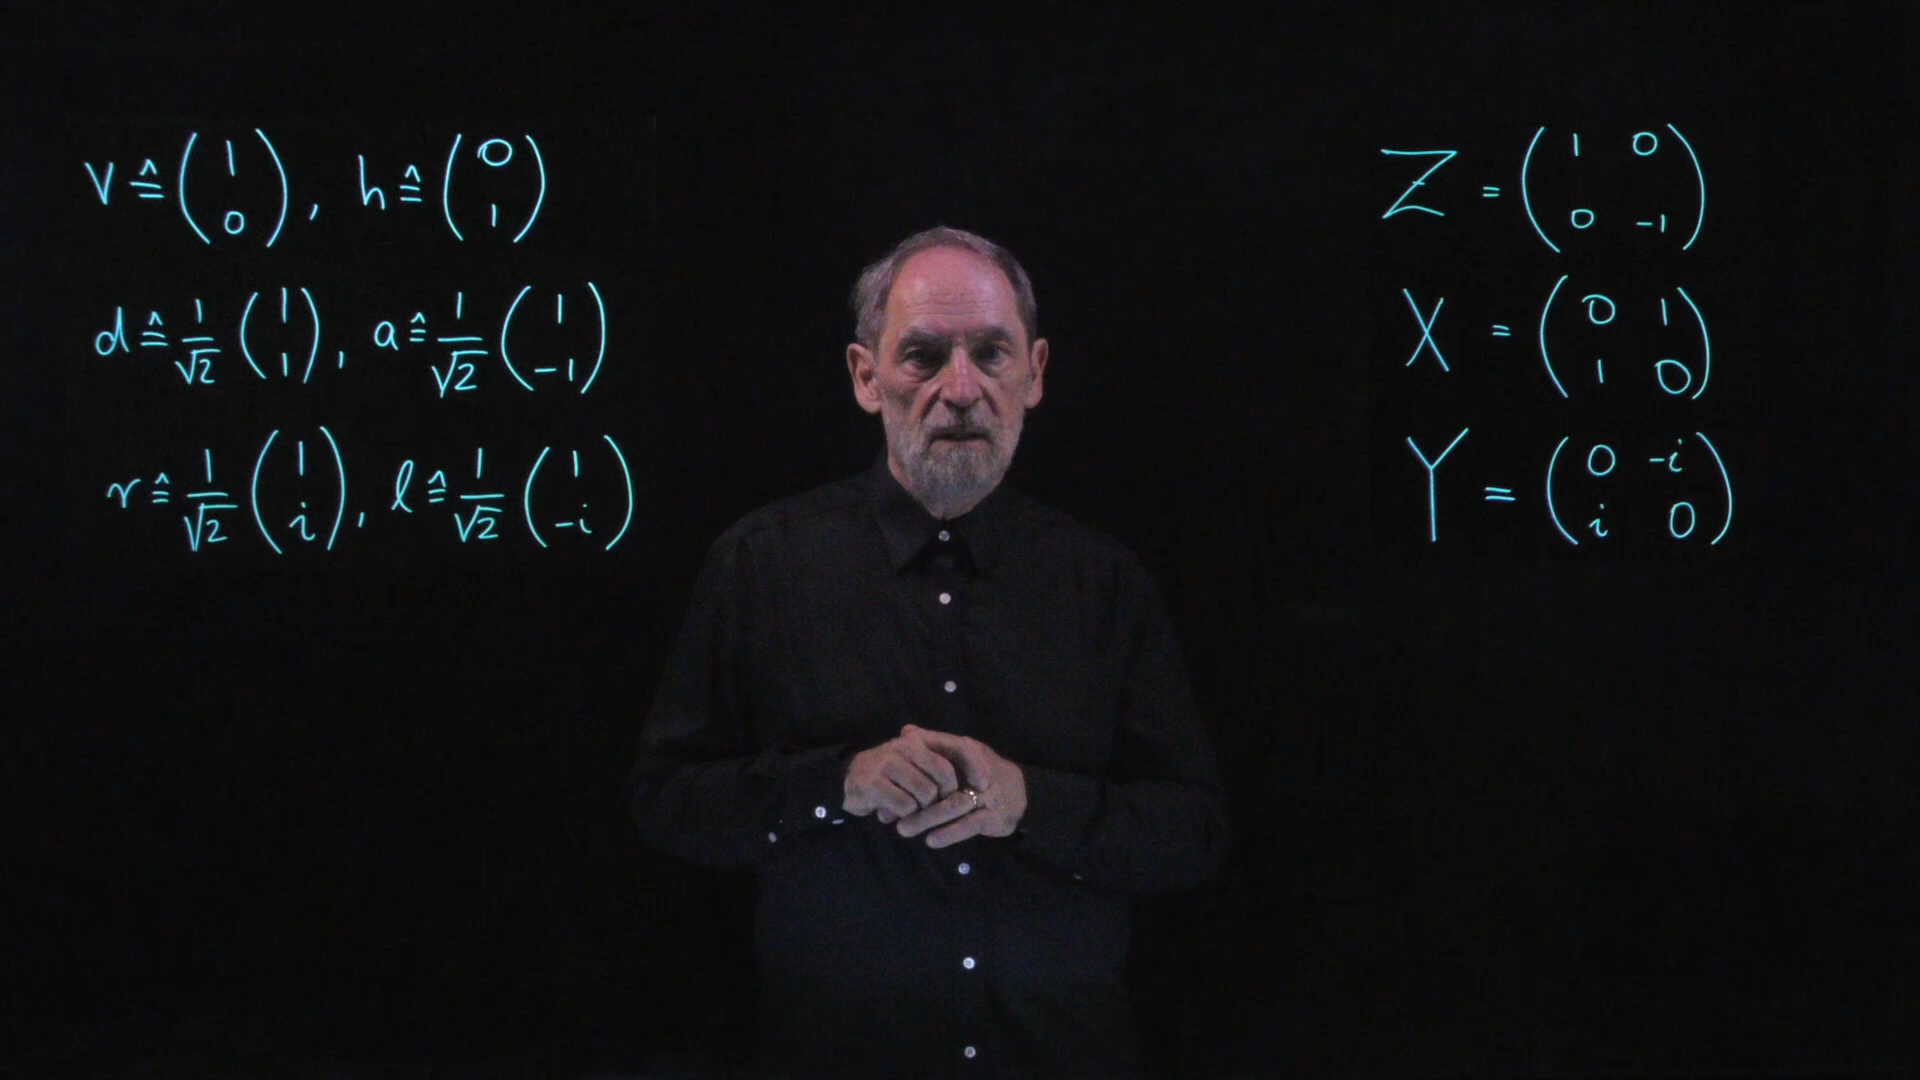 v ≙ (1 0), h ≙ (0 1)
d ≙ 1/√2 (1 1), a ≙ 1/√2 (1 -1)
r ≙ 1/√2 (1 i), l ≙ 1/√2 (1 -i)
Z = (1 0 0 -1)
X = (0 1 1 0)
Y = (0 -i i 0)